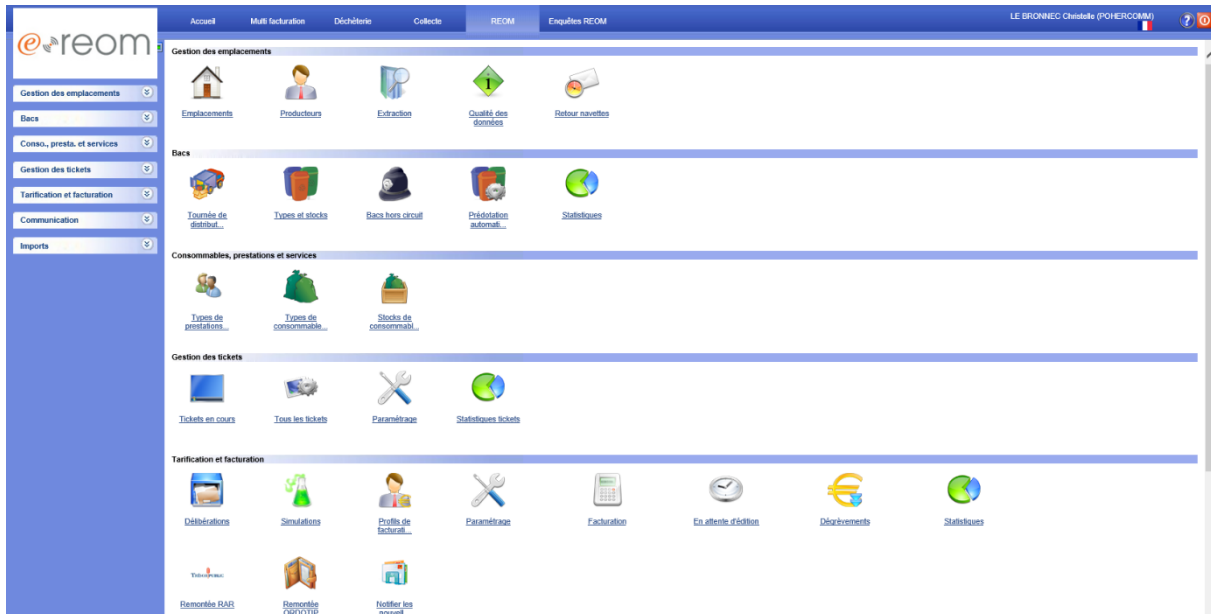 Accueil Multi facturation Déchèterie Collecte REOM Enquêtes REOM LE BRONNEC Christelle (POHERCOMM) ?
e-reom
Gestion des emplacements
Bacs
Conso., presta. et services
Gestion des tickets
Tarification et facturation
Communication
Imports
Gestion des emplacements
Emplacements Producteurs Extraction Qualité des Retour navettes
données
Bacs
Tournée de Types et stocks Bacs hors circuit Prédotation Statistiques
distribut... automati...
Consommables, prestations et services
Types de Types de Stocks de
prestations... consommable... consommabl...
Gestion des tickets
Tickets en cours Tous les tickets Paramétrage Statistiques tickets
Tarification et facturation
Délibérations Simulations Profils de Paramétrage Facturation En attente d'édition Dégrèvements Statistiques
facturati...
Remontée RAR Remontée Notifier les
ORDOTIP nouvell...